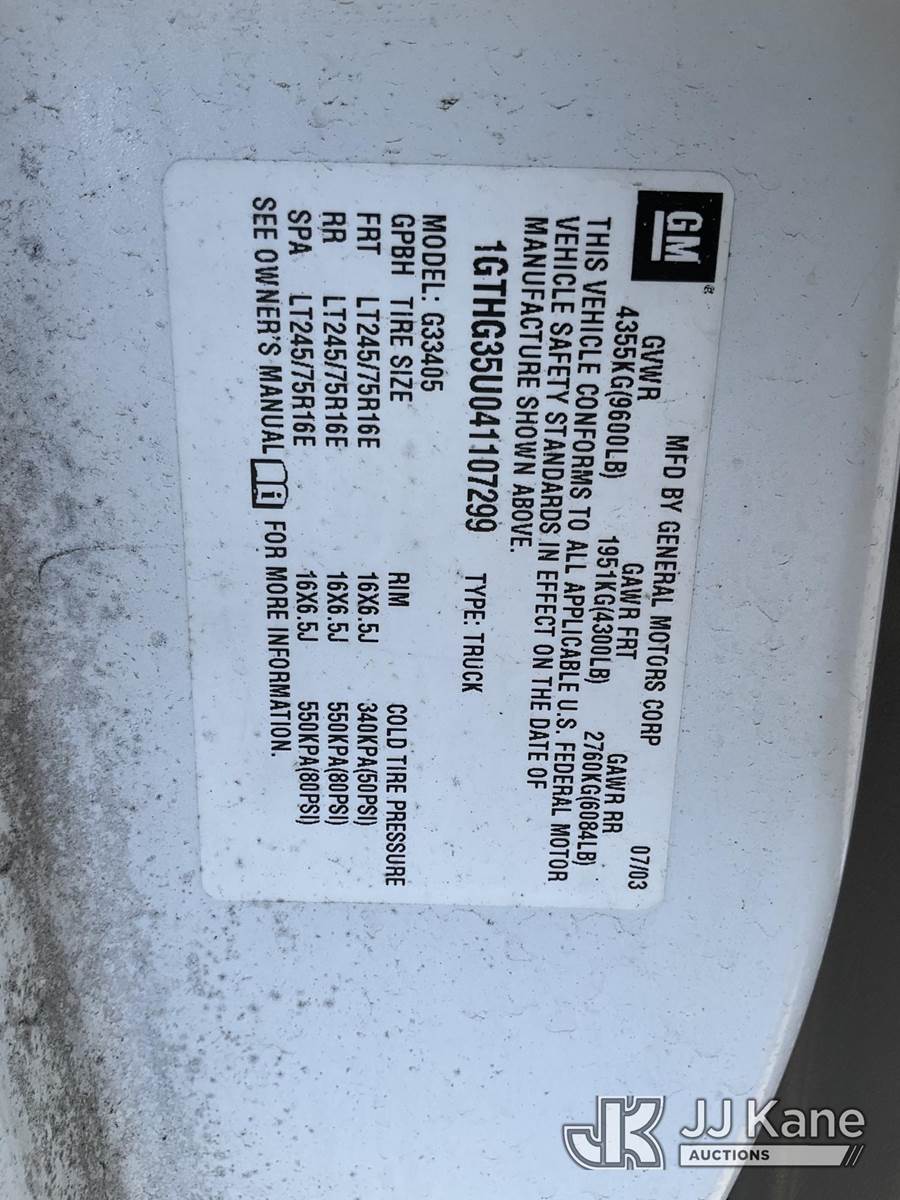 GM ®
MFD BY GENERAL MOTORS CORP 07/03
GVWR GAWR FRT GAWR RR
4355KG(9600LB) 1951KG(4300LB) 2760KG(6084LB)
THIS VEHICLE CONFORMS TO ALL APPLICABLE U.S. FEDERAL MOTOR
VEHICLE SAFETY STANDARDS IN EFFECT ON THE DATE OF
MANUFACTURE SHOWN ABOVE.
1GTHG35U041107299 TYPE: TRUCK
MODEL: G33405
GPBH TIRE SIZE RIM COLD TIRE PRESSURE
FRT LT245/75R16E 16X6.5J 340KPA(50PSI)
RR LT245/75R16E 16X6.5J 550KPA(80PSI)
SPA LT245/75R16E 16X6.5J 550KPA(80PSI)
SEE OWNER'S MANUAL i FOR MORE INFORMATION.
JK JJ Kane
AUCTIONS